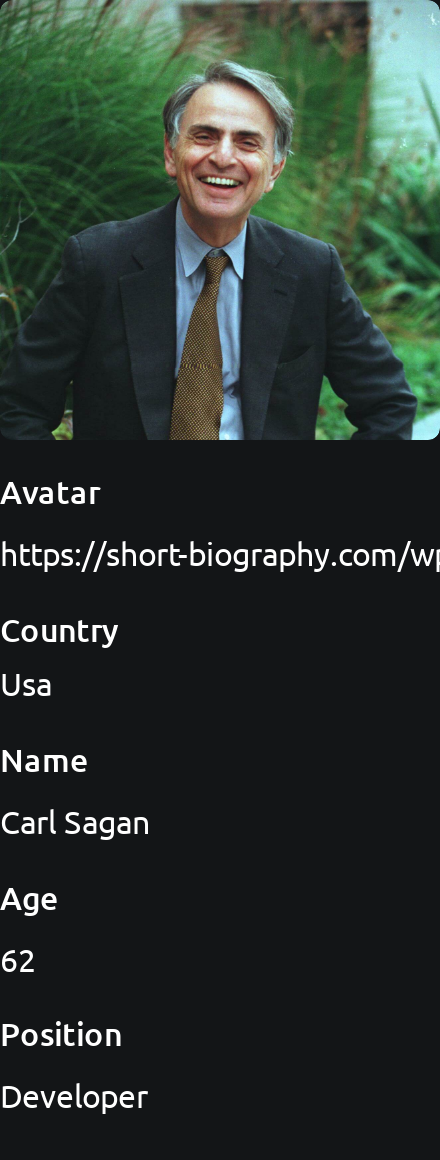 Avatar
https://short-biography.com/wp
Country
Usa
Name
Carl Sagan
Age
62
Position
Developer